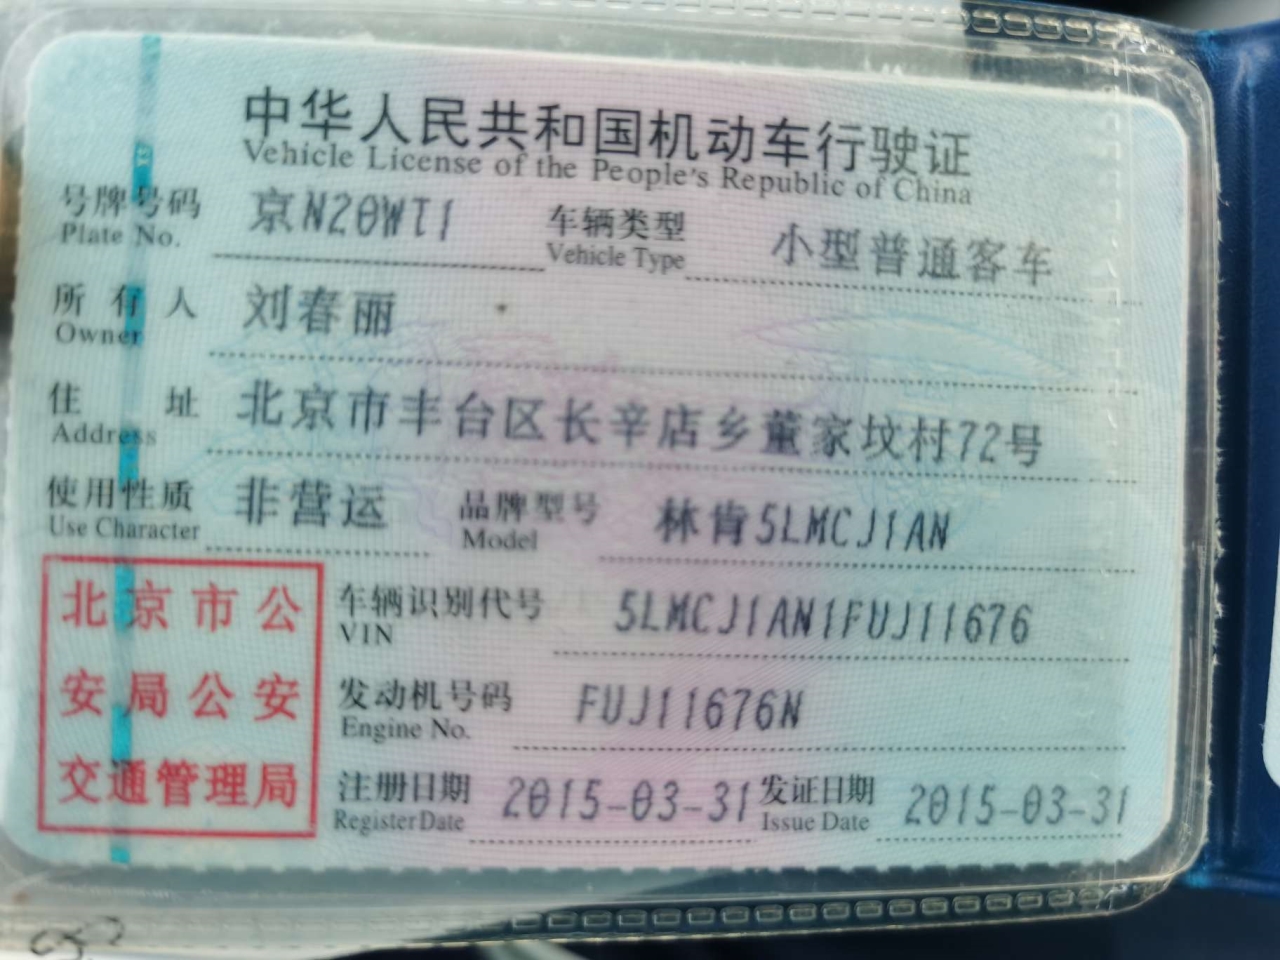 中华人民共和国机动车行驶证
Vehicle License of the People's Republic of China
号牌号码 京N20WT1 车辆类型 小型普通客车
Plate No. Vehicle Type
所有人 刘春丽
Owner
住址 北京市丰台区长辛店乡董家坟村72号
Address
使用性质 非营运 品牌型号 林肯5LMCJ1AN
Use Character Model
北京市公
安局公安
交通管理局
车辆识别代号 5LMCJ1AN1FUJ11676
VIN
发动机号码 FUJ11676N
Engine No.
注册日期 2015-03-31 发证日期 2015-03-31
Register Date Issue Date